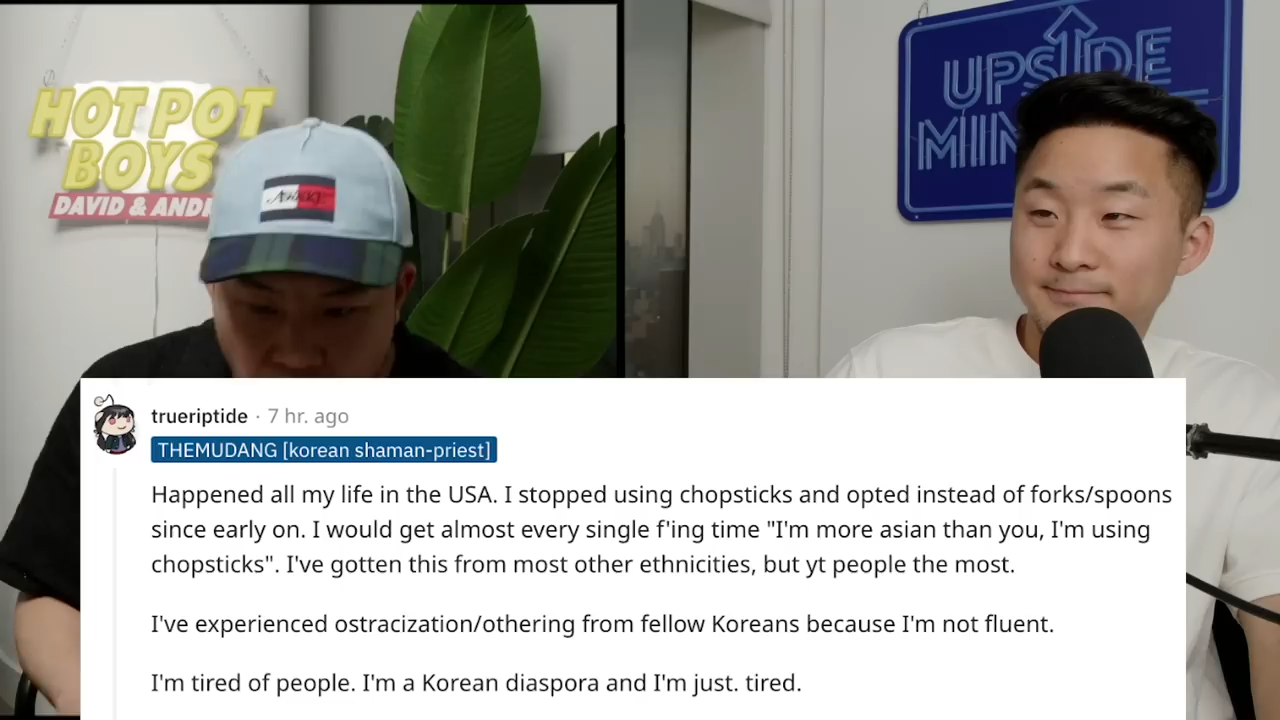 HOT POT
BOYS
DAVID &
UPSIDE
trueriptide · 7 hr. ago
THEMUDANG [korean shaman-priest]
Happened all my life in the USA. I stopped using chopsticks and opted instead of forks/spoons
since early on. I would get almost every single f'ing time "I'm more asian than you, I'm using
chopsticks". I've gotten this from most other ethnicities, but yt people the most.
I've experienced ostracization/othering from fellow Koreans because I'm not fluent.
I'm tired of people. I'm a Korean diaspora and I'm just. tired.